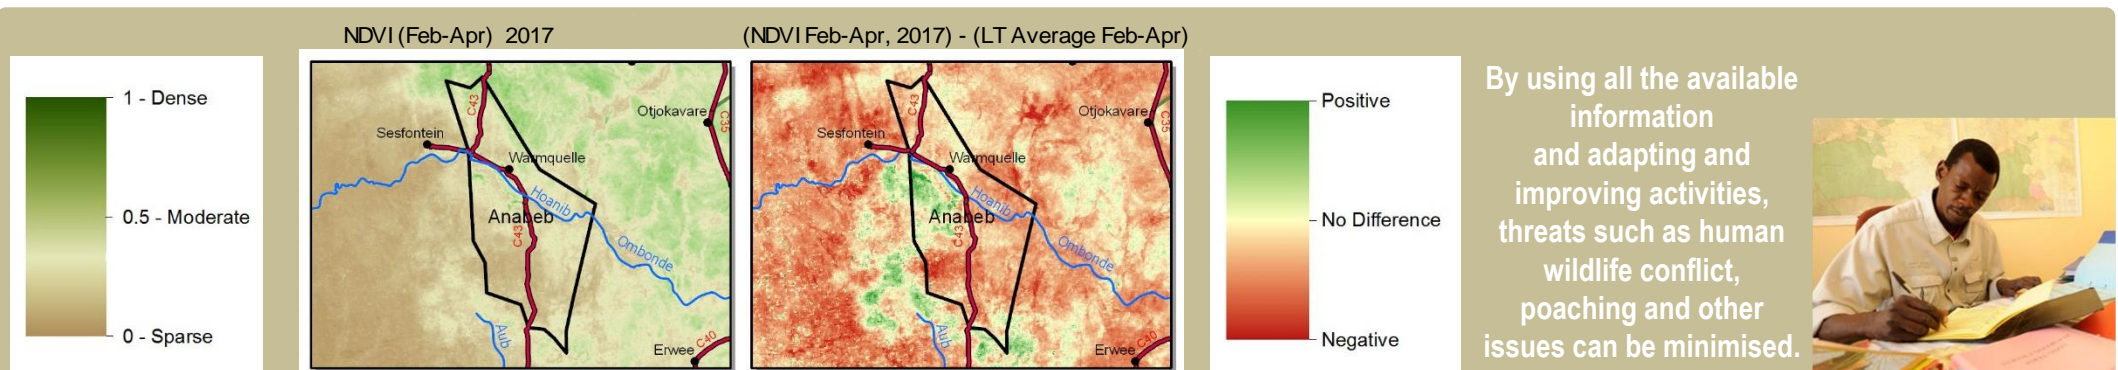 NDVI (Feb-Apr) 2017
(NDVI Feb-Apr, 2017) - (LT Average Feb-Apr)
1 - Dense
0.5 - Moderate
0 - Sparse
C43
Sesfontein
Warmquelle
Otjokavare
C35
Hoanib
Anabeb
C43
Ombonde
Aub
Erwee
C40
C43
Sesfontein
Warmquelle
Otjokavare
C35
Hoanib
Anabeb
C43
Ombonde
Aub
Erwee
C40
Positive
No Difference
Negative
By using all the available
information
and adapting and
improving activities,
threats such as human
wildlife conflict,
poaching and other
issues can be minimised.